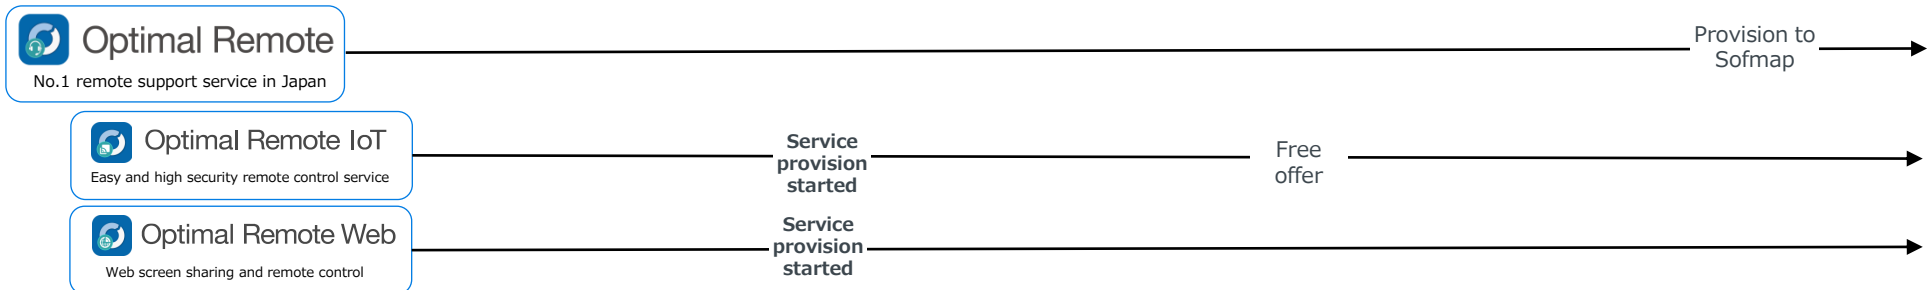 Optimal Remote
No.1 remote support service in Japan
Provision to
Sofmap
Optimal Remote IoT
Easy and high security remote control service
Service
provision
started
Free
offer
Optimal Remote Web
Web screen sharing and remote control
Service
provision
started